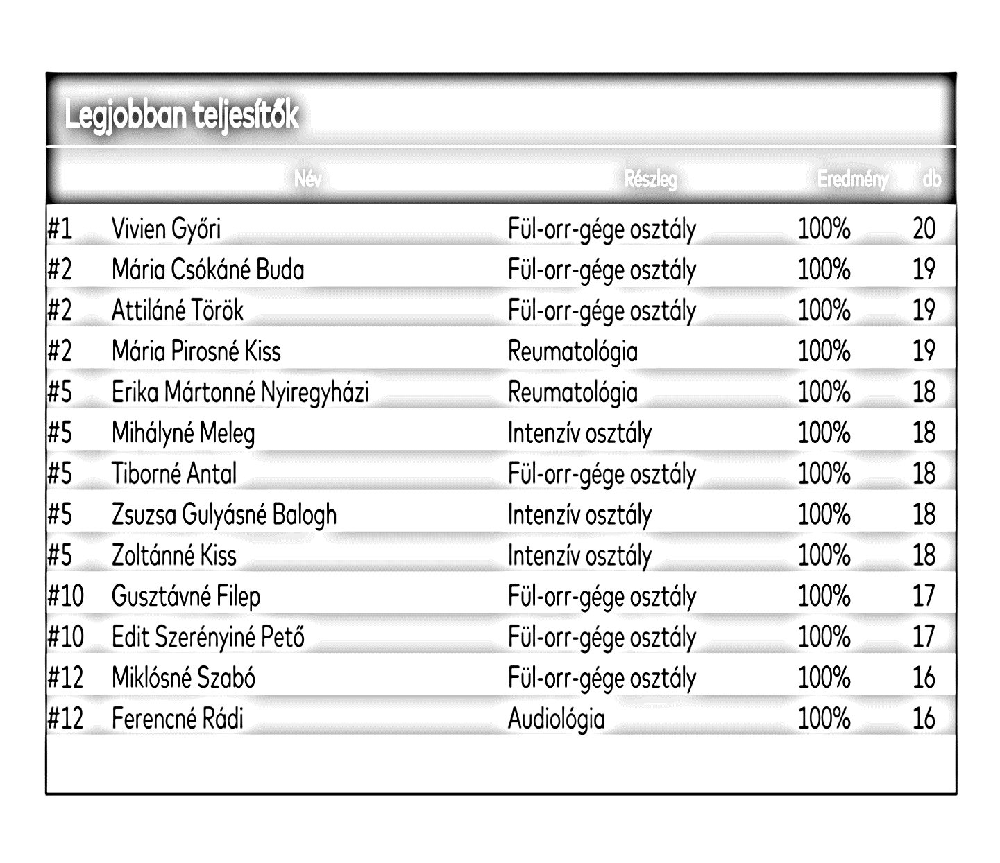 Legjobban teljesítők
Név Részleg Eredmény db
#1 Vivien Győri Fül-orr-gége osztály 100% 20
#2 Mária Csókáné Buda Fül-orr-gége osztály 100% 19
#2 Attiláné Török Fül-orr-gége osztály 100% 19
#2 Mária Pirosné Kiss Reumatológia 100% 19
#5 Erika Mártonné Nyiregyházi Reumatológia 100% 18
#5 Mihályné Meleg Intenzív osztály 100% 18
#5 Tiborné Antal Fül-orr-gége osztály 100% 18
#5 Zsuzsa Gulyásné Balogh Intenzív osztály 100% 18
#5 Zoltánné Kiss Intenzív osztály 100% 18
#10 Gusztávné Filep Fül-orr-gége osztály 100% 17
#10 Edit Szerényiné Pető Fül-orr-gége osztály 100% 17
#12 Miklósné Szabó Fül-orr-gége osztály 100% 16
#12 Ferencné Rádi Audiológia 100% 16